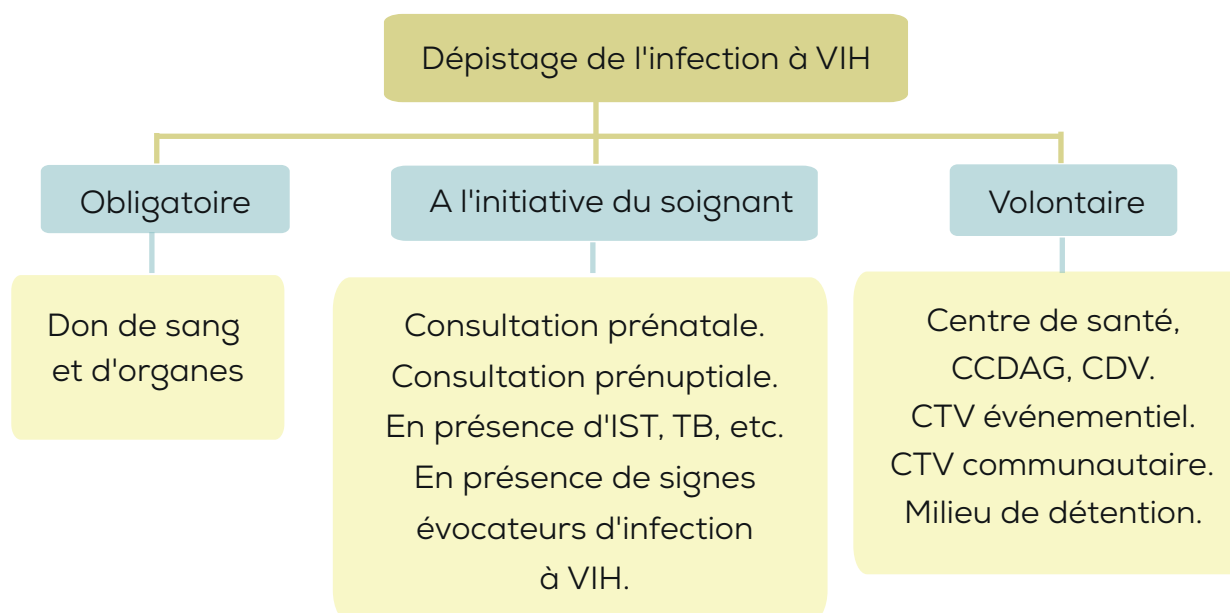 Dépistage de l'infection à VIH
Obligatoire
A l'initiative du soignant
Volontaire
Don de sang
et d'organes
Consultation prénatale.
Consultation prénuptiale.
En présence d'IST, TB, etc.
En présence de signes
évocateurs d'infection
à VIH.
Centre de santé,
CCDAG, CDV.
CTV événementiel.
CTV communautaire.
Milieu de détention.